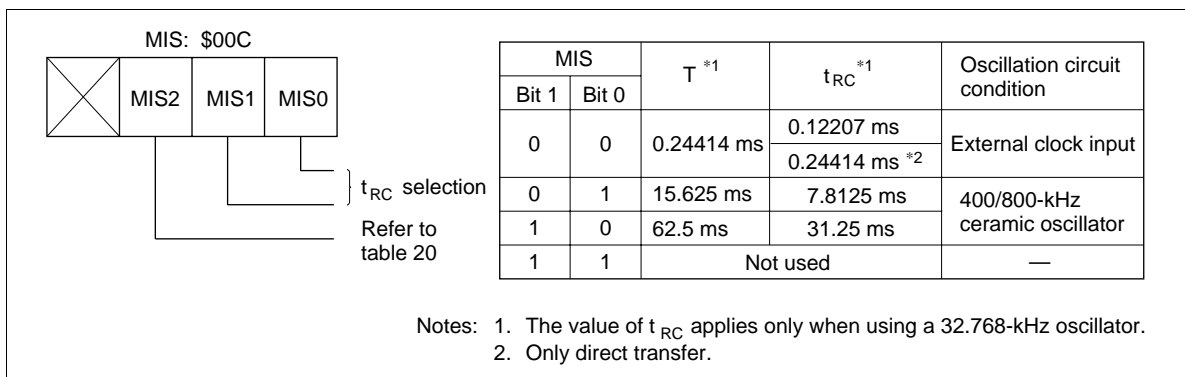 MIS: $00C
MIS2 MIS1 MIS0
t RC selection
Refer to
table 20
MIS T *1 t RC *1 Oscillation circuit
condition
Bit 1 Bit 0
0 0 0.24414 ms 0.12207 ms External clock input
0.24414 ms *2
0 1 15.625 ms 7.8125 ms 400/800-kHz
ceramic oscillator
1 0 62.5 ms 31.25 ms
1 1 Not used —
Notes: 1. The value of t RC applies only when using a 32.768-kHz oscillator.
2. Only direct transfer.